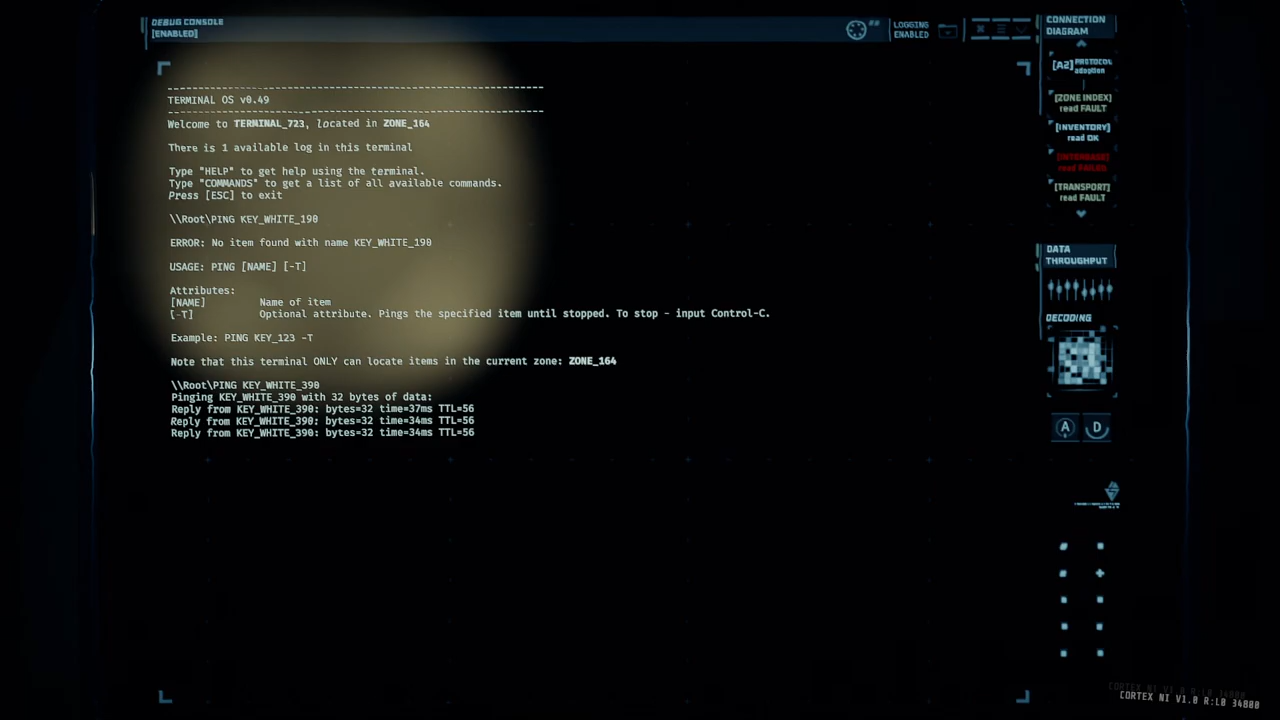 DEBUG CONSOLE
[ENABLED]
LOGGING
ENABLED
CONNECTION
DIAGRAM
[A2] PROTOCOL
adoption
[ZONE INDEX]
read FAULT
[INVENTORY]
read OK
read FAILED
[TRANSPORT]
read FAULT
DATA
THROUGHPUT
DECODING
A D
-----------------------------------------------------------------
TERMINAL OS v0.49
-----------------------------------------------------------------
Welcome to TERMINAL_723, located in ZONE_164
There is 1 available log in this terminal
Type "HELP" to get help using the terminal.
Type "COMMANDS" to get a list of all available commands.
Press [ESC] to exit
\\Root\PING KEY_WHITE_190
ERROR: No item found with name KEY_WHITE_190
USAGE: PING [NAME] [-T]
Attributes:
[NAME] Name of item
[-T] Optional attribute. Pings the specified item until stopped. To stop - input Control-C.
Example: PING KEY_123 -T
Note that this terminal ONLY can locate items in the current zone: ZONE_164
\\Root\PING KEY_WHITE_390
Pinging KEY_WHITE_390 with 32 bytes of data:
Reply from KEY_WHITE_390: bytes=32 time=37ms TTL=56
Reply from KEY_WHITE_390: bytes=32 time=34ms TTL=56
Reply from KEY_WHITE_390: bytes=32 time=34ms TTL=56
CORTEX NI V1.0 R:L0 34800